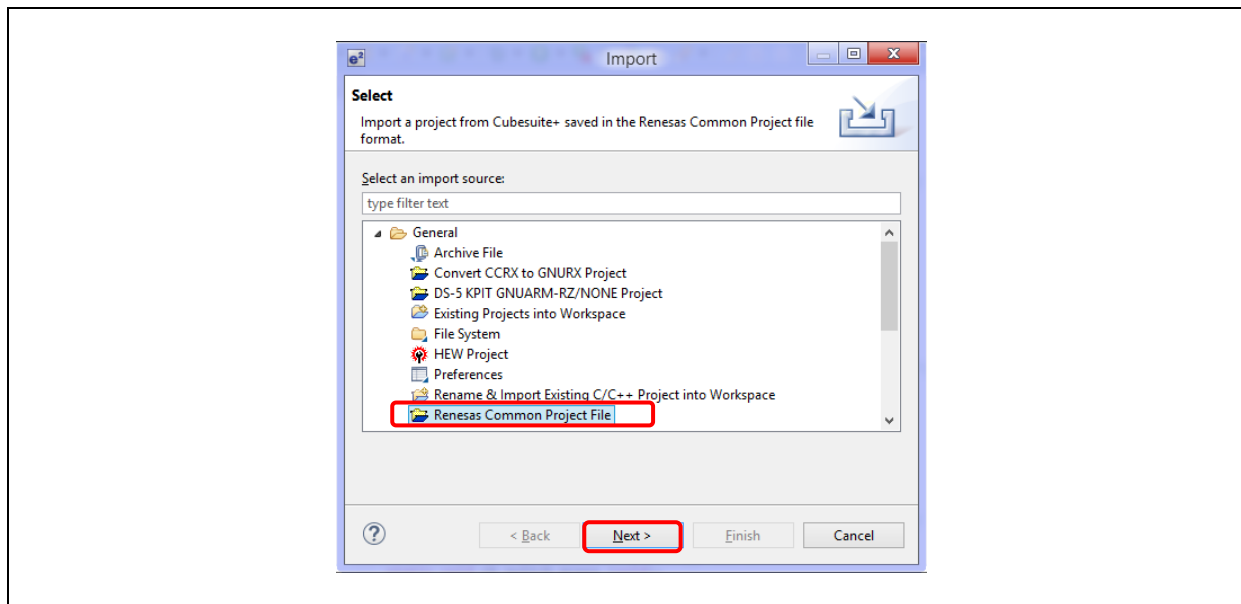 e²
Import
X
Select
Import a project from Cubesuite+ saved in the Renesas Common Project file
format.
Select an import source:
type filter text
General
Archive File
Convert CCRX to GNURX Project
DS-5 KPIT GNUARM-RZ/NONE Project
Existing Projects into Workspace
File System
HEW Project
Preferences
Rename & Import Existing C/C++ Project into Workspace
Renesas Common Project File
?
< Back
Next >
Finish
Cancel